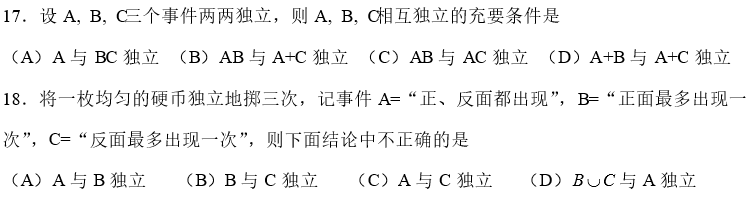 17．设 A, B, C三个事件两两独立，则 A, B, C相互独立的充要条件是
（A）A 与 BC 独立 （B）AB 与 A+C 独立 （C）AB 与 AC 独立 （D）A+B 与 A+C 独立
18．将一枚均匀的硬币独立地掷三次，记事件 A=“正、反面都出现”，B=“正面最多出现一
次”，C=“反面最多出现一次”，则下面结论中不正确的是
（A）A 与 B 独立 （B）B 与 C 独立 （C）A 与 C 独立 （D）B∪C 与 A 独立